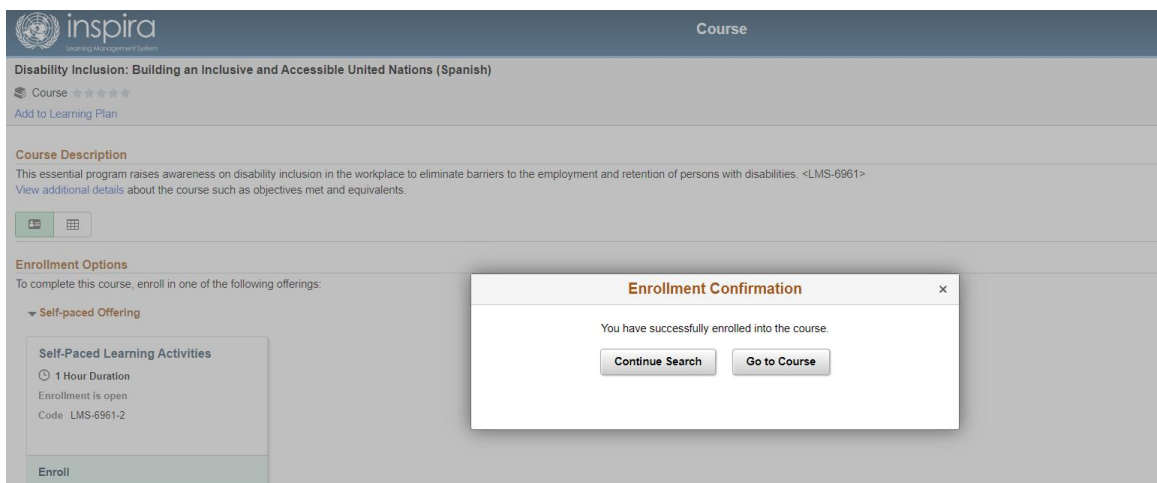 inspira
Learning Management System
Course
Disability Inclusion: Building an Inclusive and Accessible United Nations (Spanish)
Course
Add to Learning Plan
Course Description
This essential program raises awareness on disability inclusion in the workplace to eliminate barriers to the employment and retention of persons with disabilities. <LMS-6961>
View additional details about the course such as objectives met and equivalents.
Enrollment Options
To complete this course, enroll in one of the following offerings:
Self-paced Offering
Self-Paced Learning Activities
1 Hour Duration
Enrollment is open
Code LMS-6961-2
Enroll
Enrollment Confirmation ×
You have successfully enrolled into the course.
Continue Search Go to Course